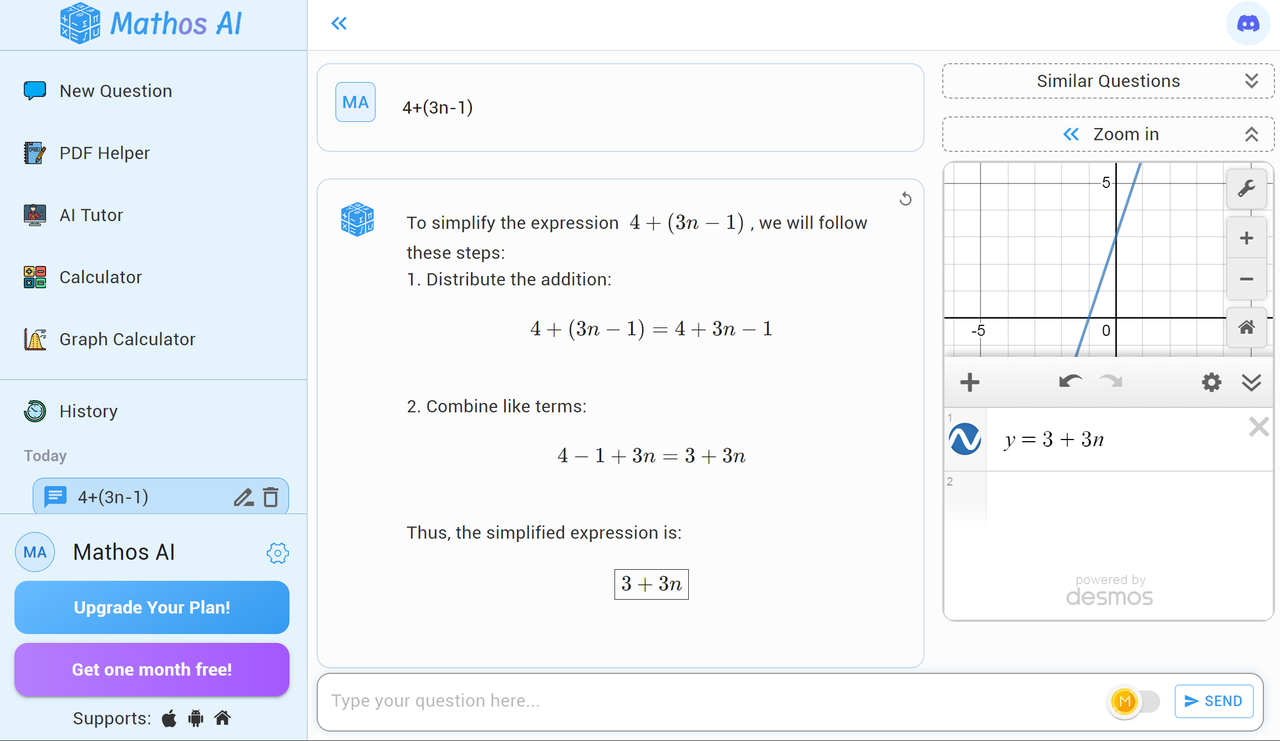 Mathos AI
New Question
PDF Helper
AI Tutor
Calculator
Graph Calculator
History
Today
4+(3n-1)
MA
Mathos AI
Upgrade Your Plan!
Get one month free!
Supports:
MA
4+(3n-1)
To simplify the expression 4 + (3n − 1) , we will follow
these steps:
1. Distribute the addition:
4 + (3n − 1) = 4 + 3n − 1
2. Combine like terms:
4 − 1 + 3n = 3 + 3n
Thus, the simplified expression is:
3 + 3n
Type your question here...
M
SEND
Similar Questions
Zoom in
5
-5
0
1
y = 3 + 3n
2
powered by
desmos